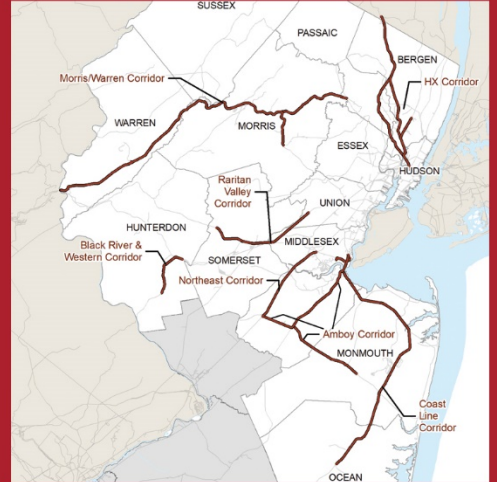 SUSSEX
PASSAIC
BERGEN
Morris/Warren Corridor
HX Corridor
WARREN
MORRIS
ESSEX
HUDSON
Raritan
Valley
Corridor
UNION
HUNTERDON
MIDDLESEX
Black River &
Western Corridor
SOMERSET
Northeast Corridor
Amboy Corridor
MONMOUTH
Coast
Line
Corridor
OCEAN